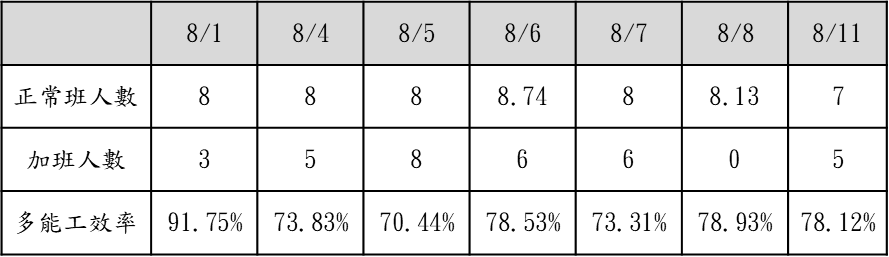 8/1 8/4 8/5 8/6 8/7 8/8 8/11
正常班人數 8 8 8 8.74 8 8.13 7
加班人數 3 5 8 6 6 0 5
多能工效率 91.75% 73.83% 70.44% 78.53% 73.31% 78.93% 78.12%